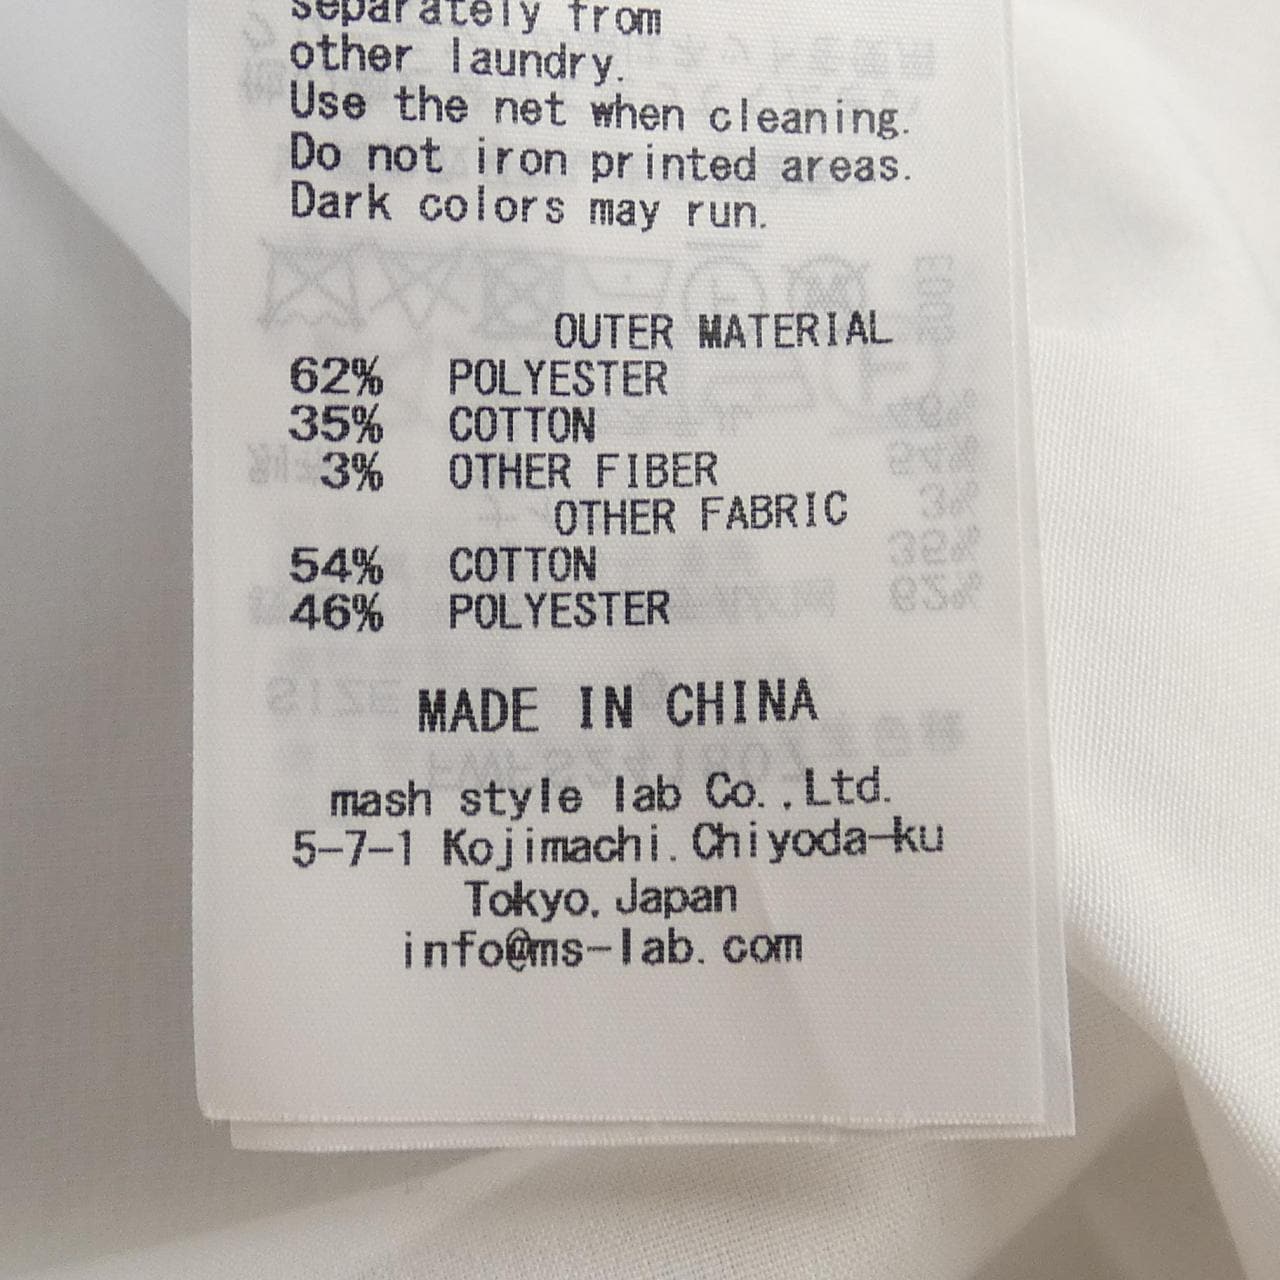 separately from
other laundry.
Use the net when cleaning.
Do not iron printed areas.
Dark colors may run.
OUTER MATERIAL
62% POLYESTER
35% COTTON
3% OTHER FIBER
OTHER FABRIC
54% COTTON
46% POLYESTER
MADE IN CHINA
mash style lab Co.,Ltd.
5-7-1 Kojimachi. Chiyoda-ku
Tokyo, Japan
info@ms-lab.com